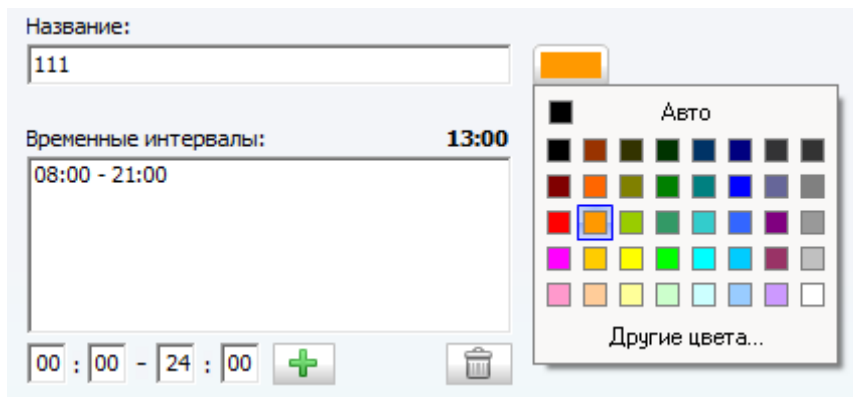 Название:
111
Авто
Временные интервалы: 13:00
08:00 - 21:00
Другие цвета...
00 : 00 - 24 : 00